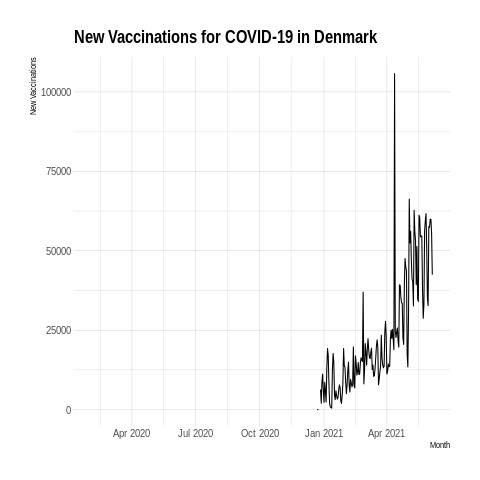 New Vaccinations for COVID-19 in Denmark
New Vaccinations
100000
75000
50000
25000
0
Apr 2020 Jul 2020 Oct 2020 Jan 2021 Apr 2021
Month